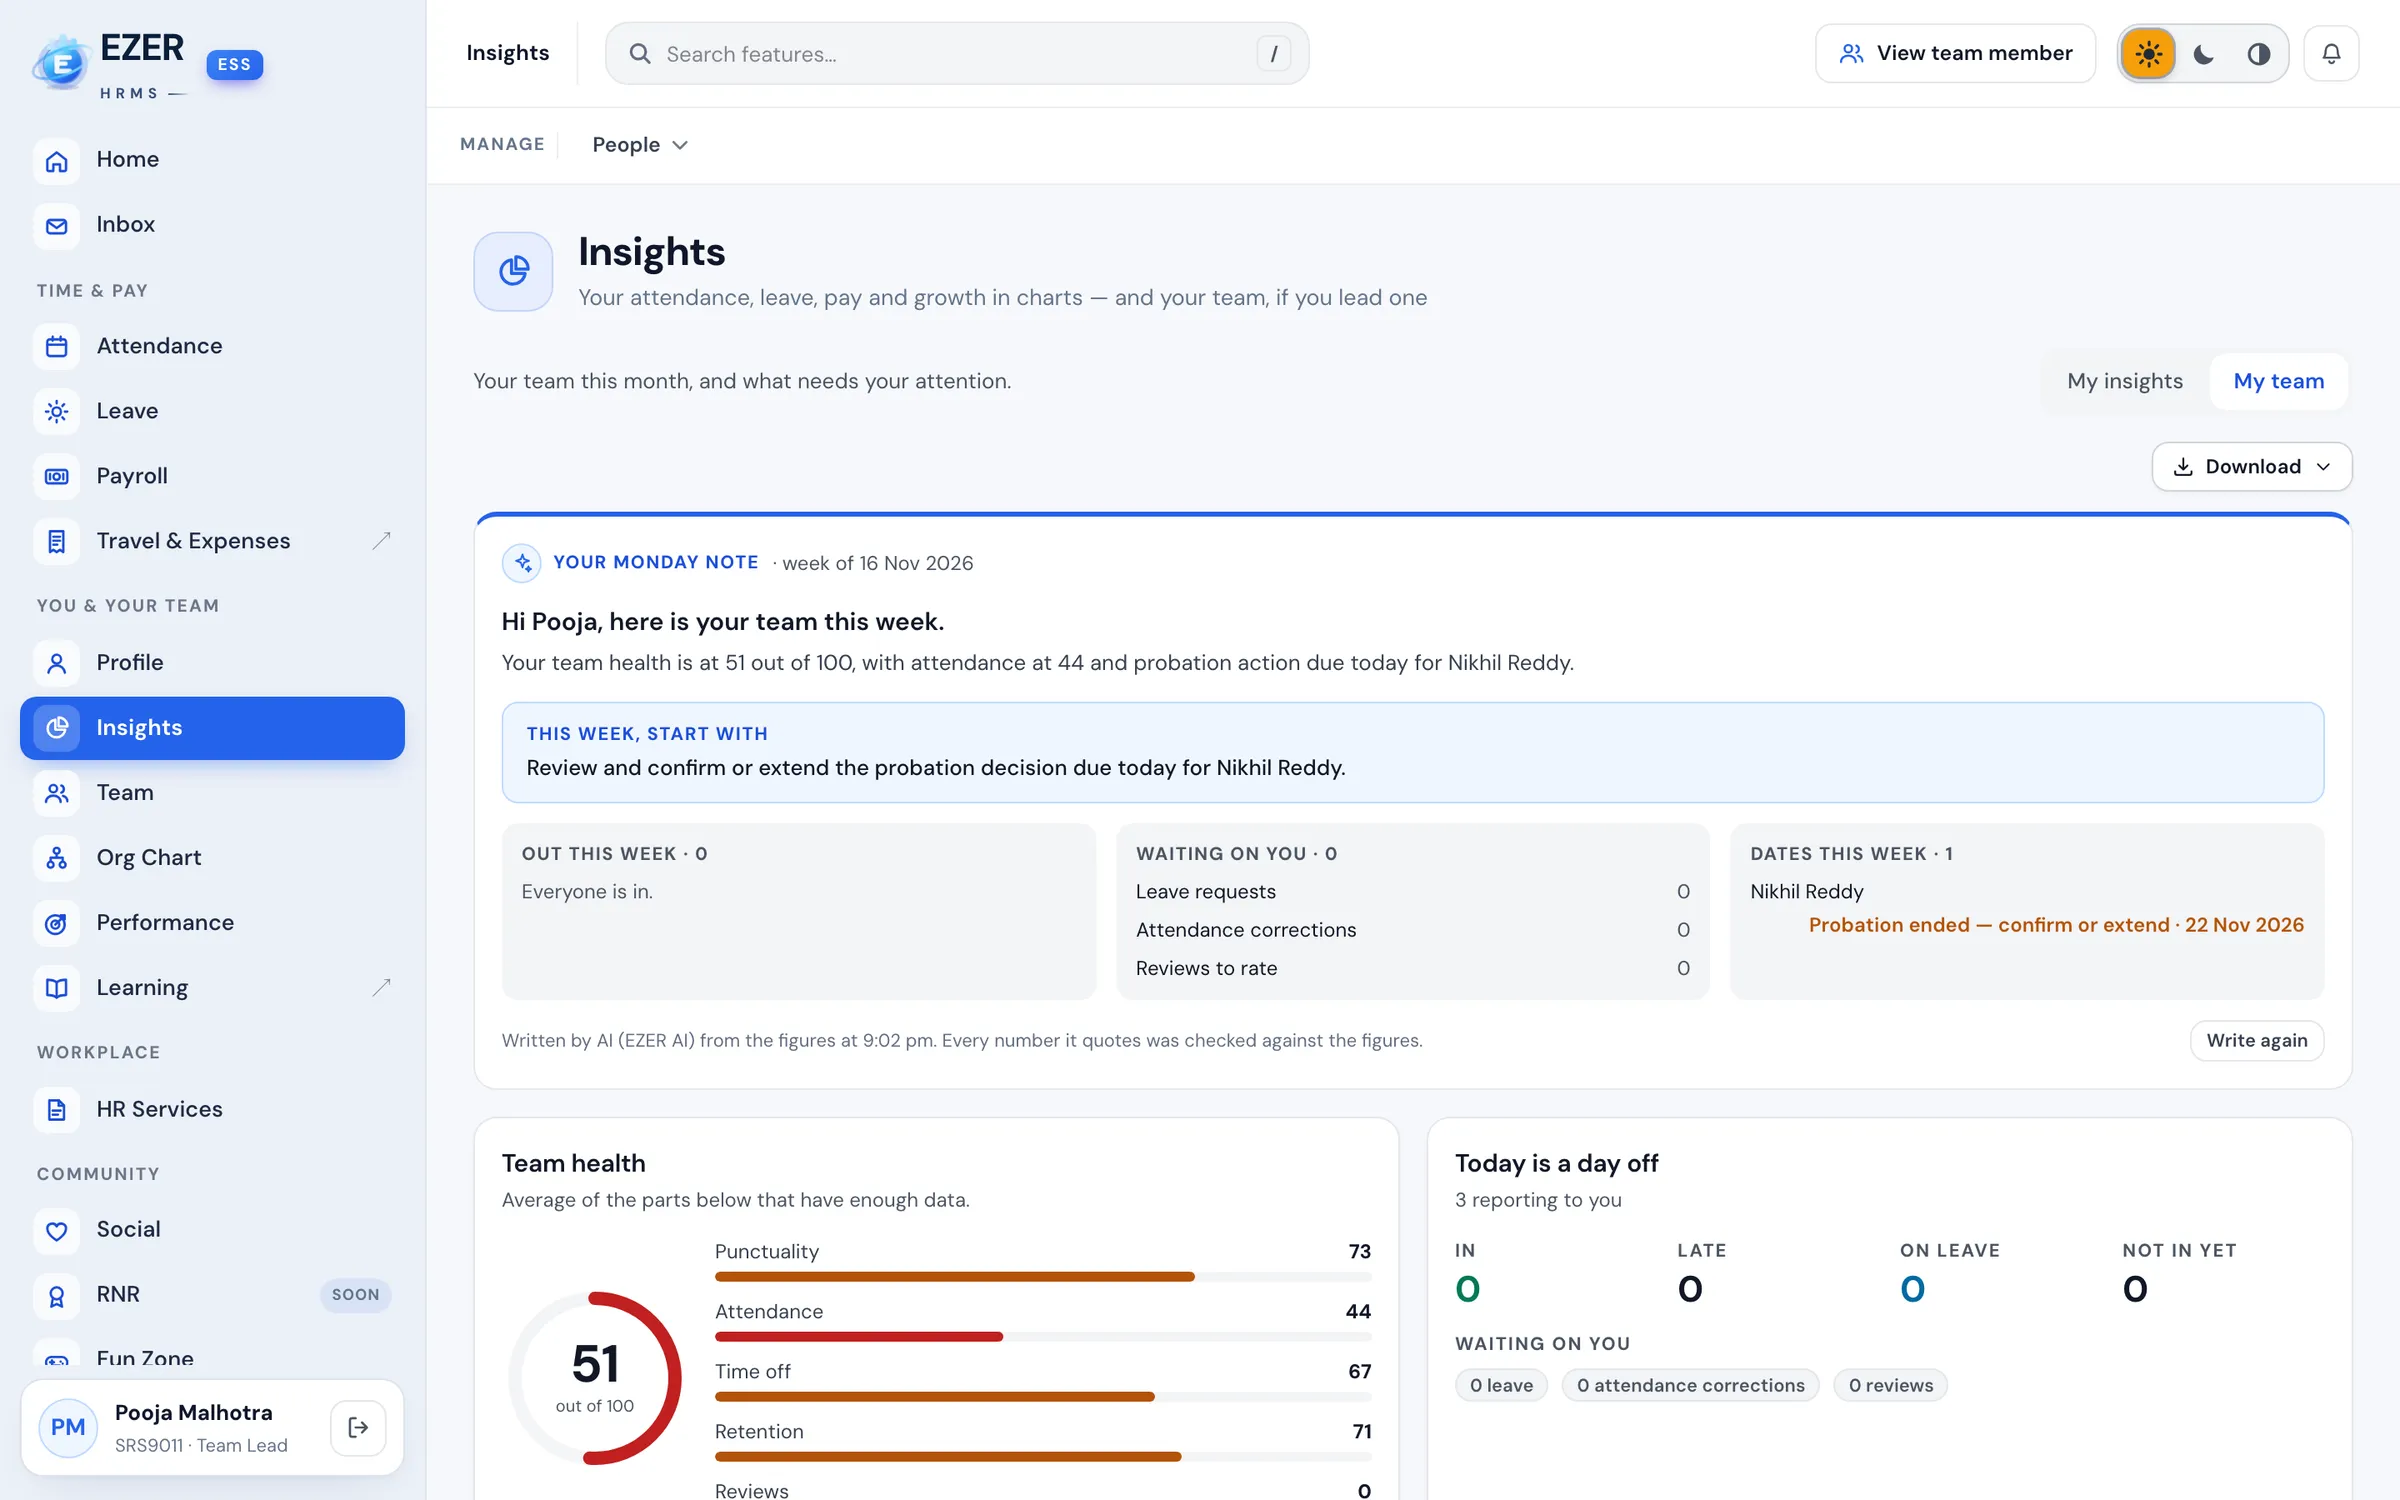 EZER
HRMS
ESS
Home
Inbox
TIME & PAY
Attendance
Leave
Payroll
Travel & Expenses
YOU & YOUR TEAM
Profile
Insights
Team
Org Chart
Performance
Learning
WORKPLACE
HR Services
COMMUNITY
Social
RNR SOON
Fun Zone
PM Pooja Malhotra
SRS9011 · Team Lead
Insights
Search features... /
View team member
MANAGE People
Insights
Your attendance, leave, pay and growth in charts — and your team, if you lead one
Your team this month, and what needs your attention.
My insights My team
Download
YOUR MONDAY NOTE · week of 16 Nov 2026
Hi Pooja, here is your team this week.
Your team health is at 51 out of 100, with attendance at 44 and probation action due today for Nikhil Reddy.
THIS WEEK, START WITH
Review and confirm or extend the probation decision due today for Nikhil Reddy.
OUT THIS WEEK · 0
Everyone is in.
WAITING ON YOU · 0
Leave requests 0
Attendance corrections 0
Reviews to rate 0
DATES THIS WEEK · 1
Nikhil Reddy
Probation ended — confirm or extend · 22 Nov 2026
Written by AI (EZER AI) from the figures at 9:02 pm. Every number it quotes was checked against the figures.
Write again
Team health
Average of the parts below that have enough data.
51
out of 100
Punctuality 73
Attendance 44
Time off 67
Retention 71
Reviews 0
Today is a day off
3 reporting to you
IN LATE ON LEAVE NOT IN YET
0 0 0 0
WAITING ON YOU
0 leave 0 attendance corrections 0 reviews